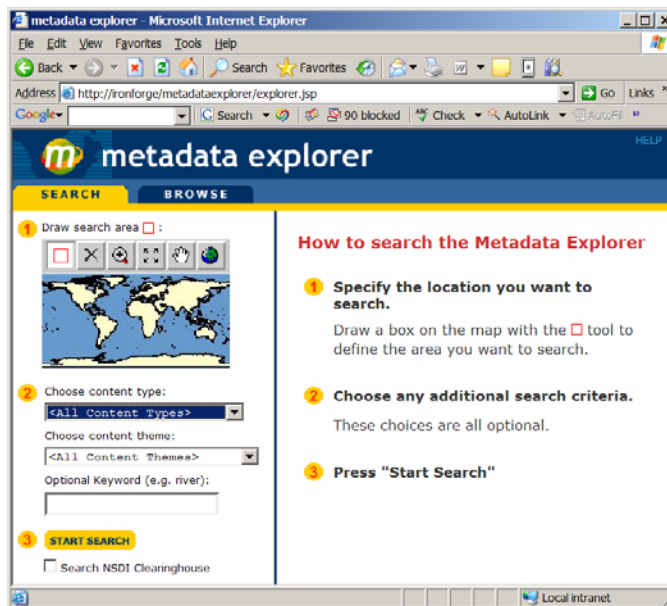 metadata explorer - Microsoft Internet Explorer
File Edit View Favorites Tools Help
Back Search Favorites
Address http://ironforge/metadataexplorer/explorer.jsp Go Links »
Google Search 90 blocked Check AutoLink AutoFill »
m metadata explorer HELP
SEARCH BROWSE
1 Draw search area :
2 Choose content type:
<All Content Types>
Choose content theme:
<All Content Themes>
Optional Keyword (e.g. river):
3 START SEARCH
Search NSDI Clearinghouse
How to search the Metadata Explorer
1 Specify the location you want to
search.
Draw a box on the map with the tool to
define the area you want to search.
2 Choose any additional search criteria.
These choices are all optional.
3 Press "Start Search"
Local intranet